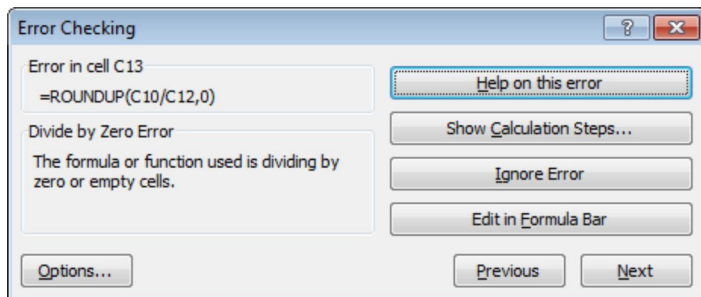 Error Checking
Error in cell C13
=ROUNDUP(C10/C12,0)
Divide by Zero Error
The formula or function used is dividing by
zero or empty cells.
Help on this error
Show Calculation Steps...
Ignore Error
Edit in Formula Bar
Options...
Previous
Next